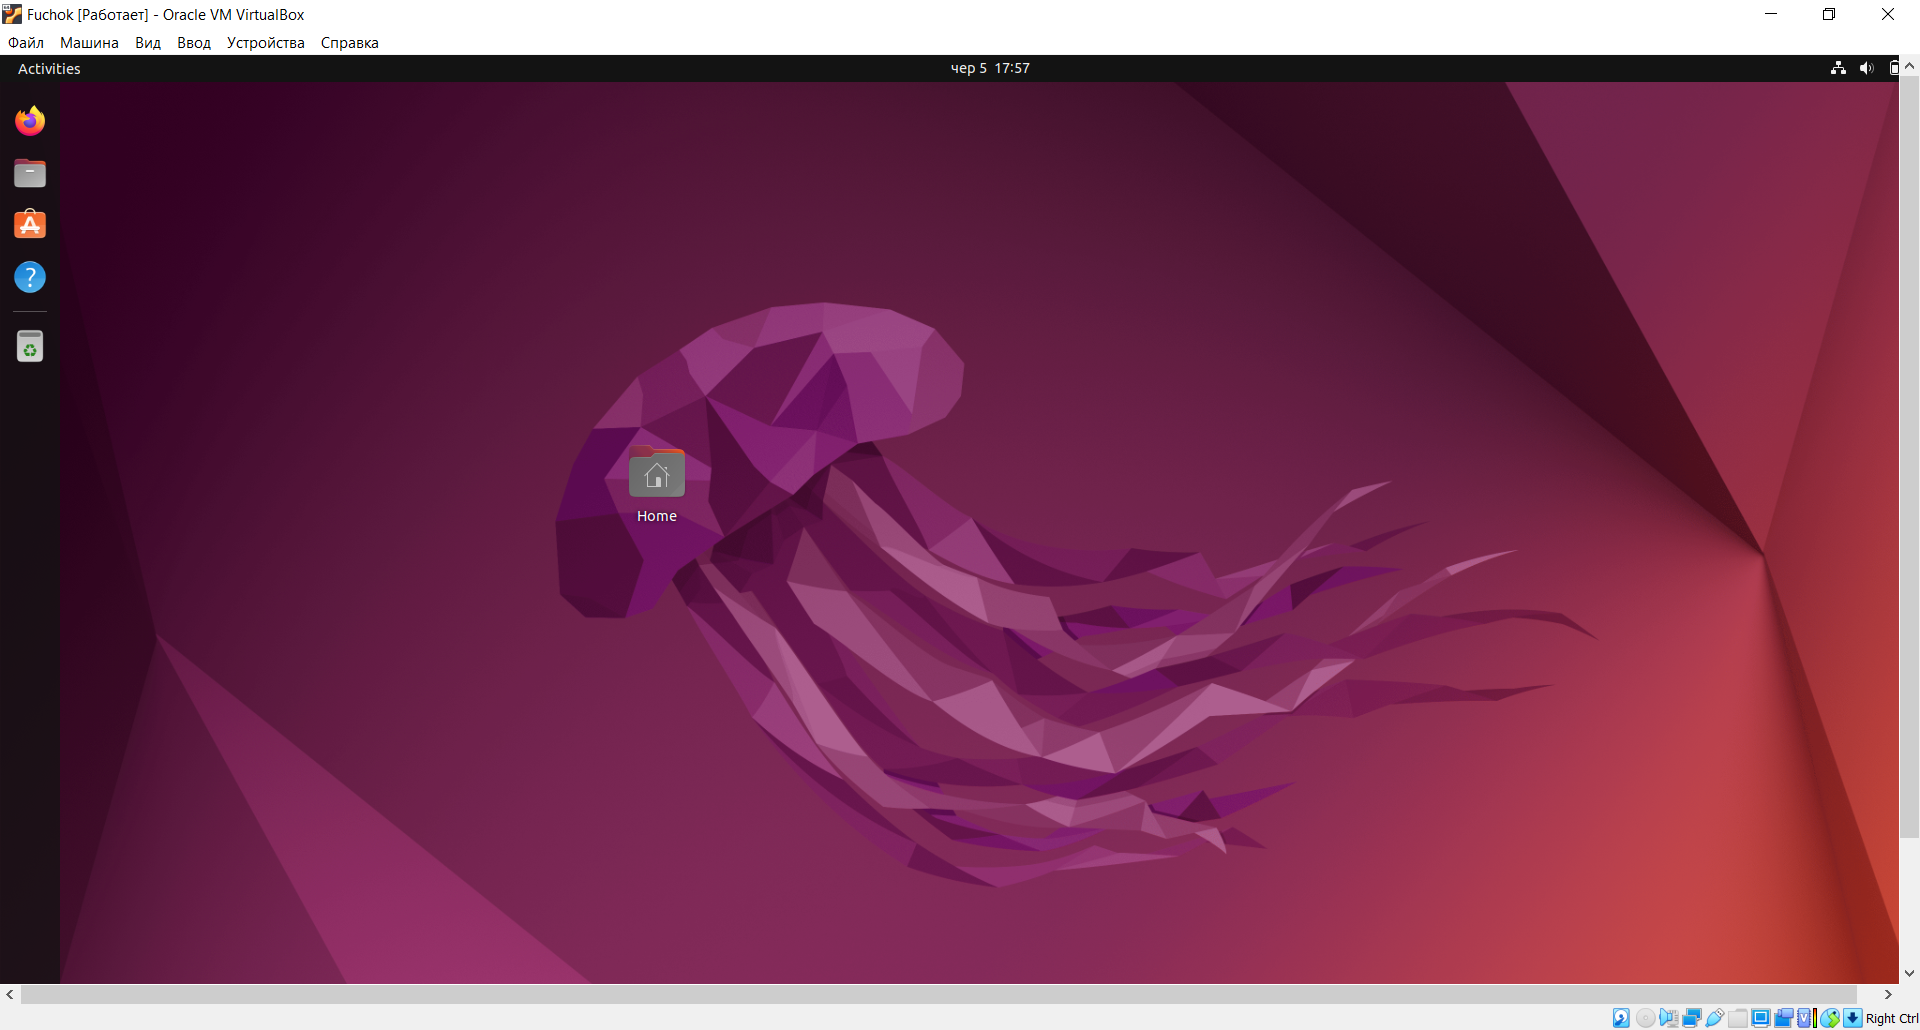 Fuchok [Работает] - Oracle VM VirtualBox
Файл Машина Вид Ввод Устройства Справка
Activities
чер 5 17:57
Home
Right Ctrl